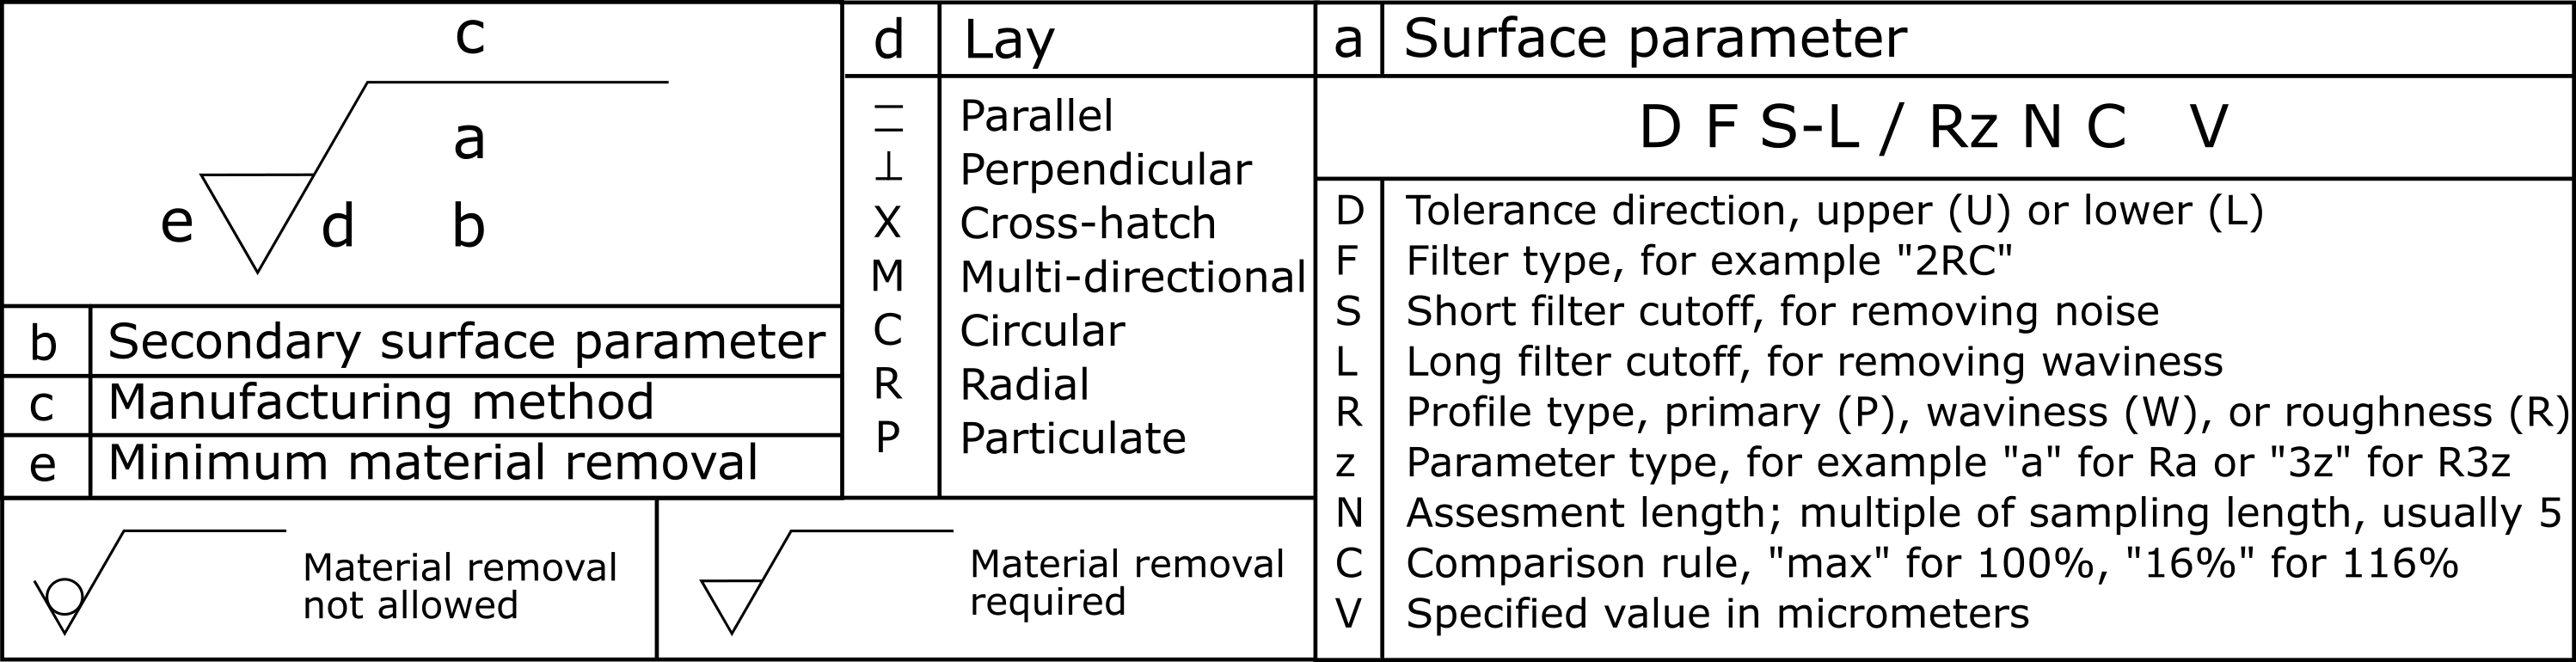 c
a
e d b
b Secondary surface parameter
c Manufacturing method
e Minimum material removal
Material removal
not allowed
Material removal
required
d Lay
= Parallel
⊥ Perpendicular
X Cross-hatch
M Multi-directional
C Circular
R Radial
P Particulate
a Surface parameter
D F S-L / Rz N C V
D Tolerance direction, upper (U) or lower (L)
F Filter type, for example "2RC"
S Short filter cutoff, for removing noise
L Long filter cutoff, for removing waviness
R Profile type, primary (P), waviness (W), or roughness (R)
z Parameter type, for example "a" for Ra or "3z" for R3z
N Assesment length; multiple of sampling length, usually 5
C Comparison rule, "max" for 100%, "16%" for 116%
V Specified value in micrometers